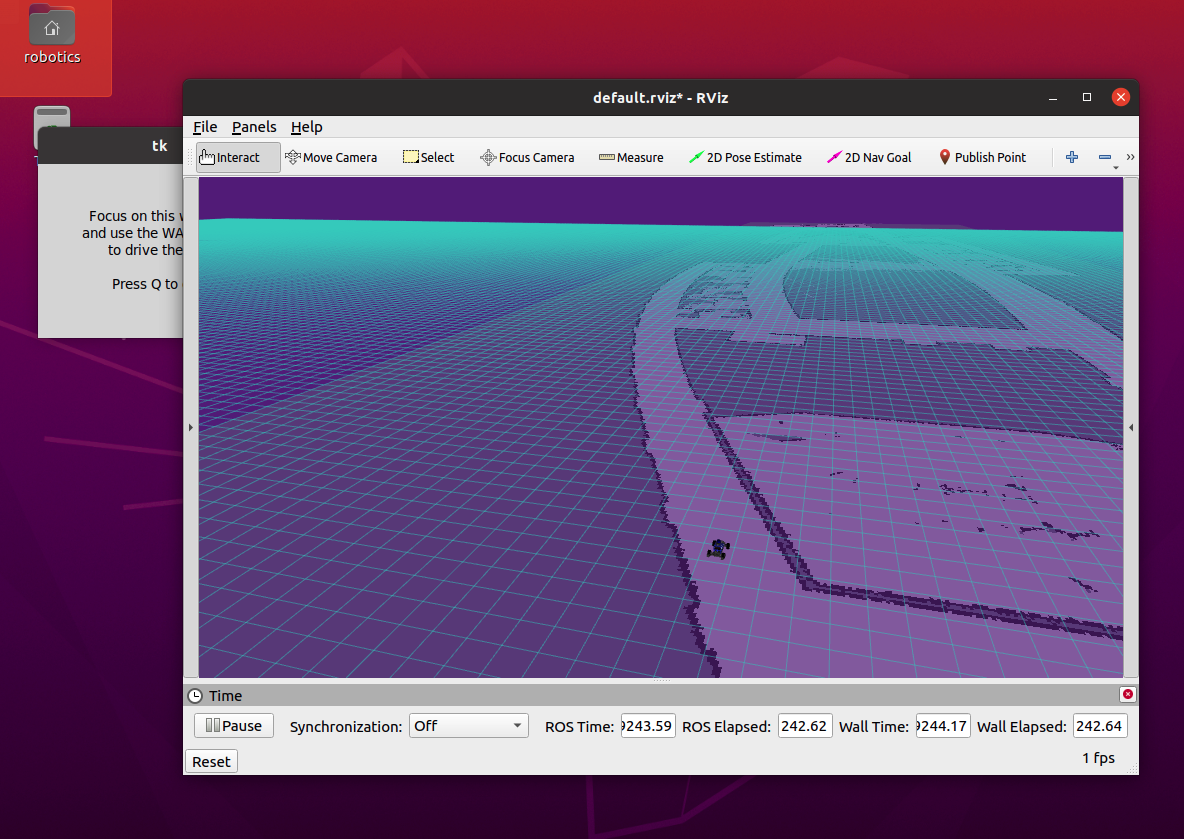 robotics
tk
Focus on this
and use the WA
to drive the
Press Q to
default.rviz* - RViz
File Panels Help
Interact Move Camera Select Focus Camera Measure 2D Pose Estimate 2D Nav Goal Publish Point
Time
Pause Synchronization: Off ROS Time: 9243.59 ROS Elapsed: 242.62 Wall Time: 9244.17 Wall Elapsed: 242.64
Reset
1 fps